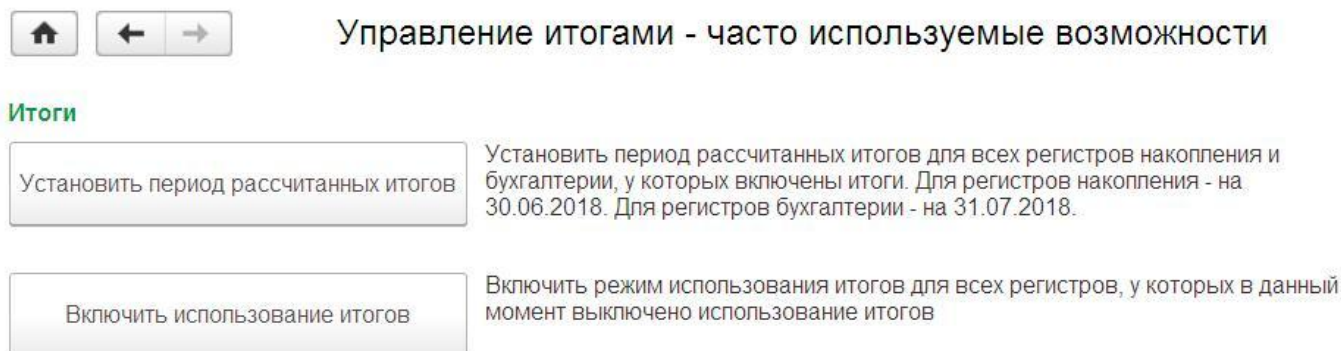 Управление итогами - часто используемые возможности
Итоги
Установить период рассчитанных итогов
Установить период рассчитанных итогов для всех регистров накопления и
бухгалтерии, у которых включены итоги. Для регистров накопления - на
30.06.2018. Для регистров бухгалтерии - на 31.07.2018.
Включить использование итогов
Включить режим использования итогов для всех регистров, у которых в данный
момент выключено использование итогов